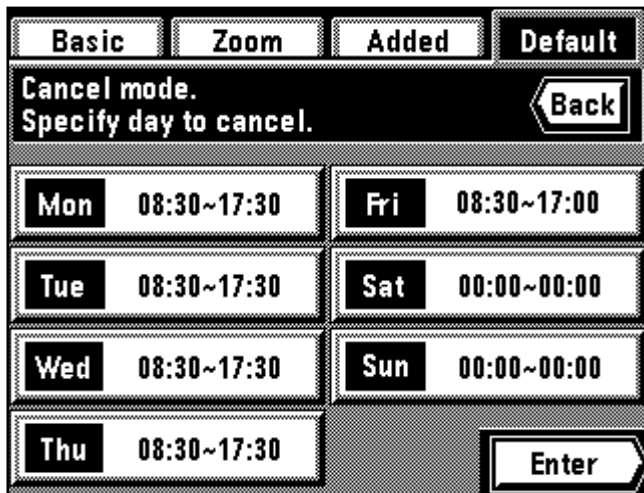 Basic Zoom Added Default
Cancel mode.
Specify day to cancel.
Back
Mon 08:30~17:30
Fri 08:30~17:00
Tue 08:30~17:30
Sat 00:00~00:00
Wed 08:30~17:30
Sun 00:00~00:00
Thu 08:30~17:30
Enter